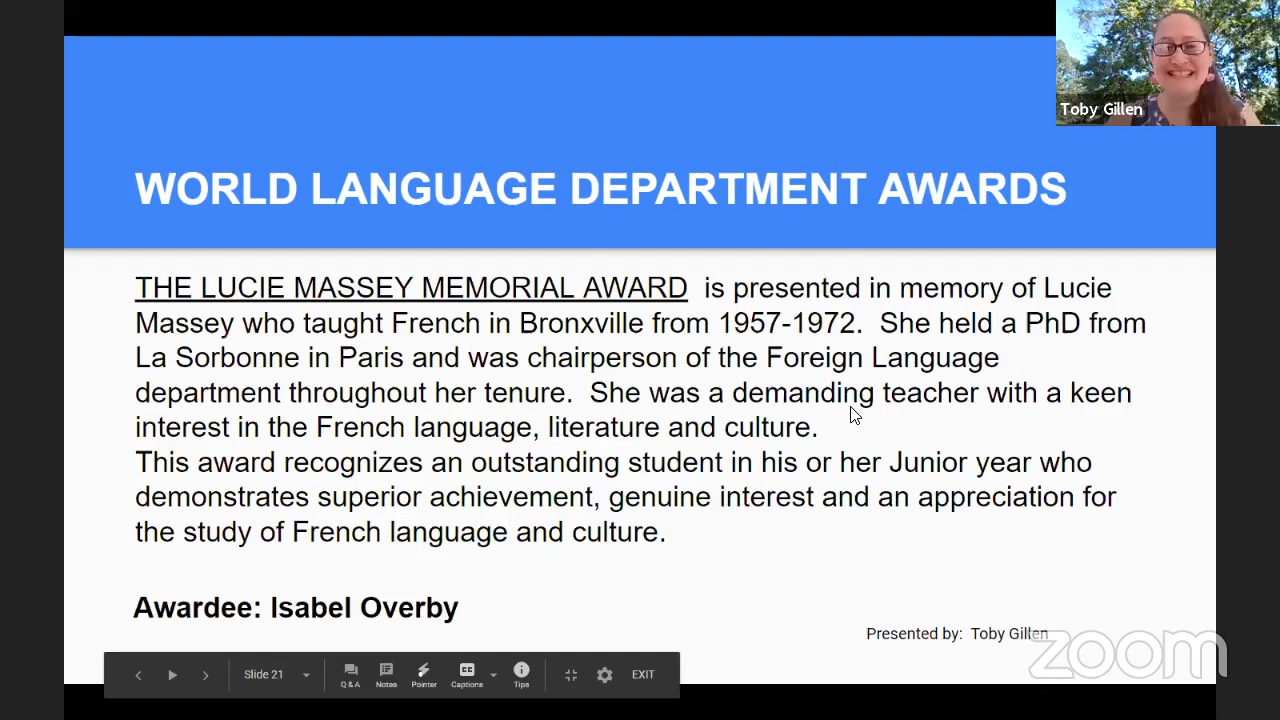 Toby Gillen
WORLD LANGUAGE DEPARTMENT AWARDS
THE LUCIE MASSEY MEMORIAL AWARD is presented in memory of Lucie
Massey who taught French in Bronxville from 1957-1972. She held a PhD from
La Sorbonne in Paris and was chairperson of the Foreign Language
department throughout her tenure. She was a demanding teacher with a keen
interest in the French language, literature and culture.
This award recognizes an outstanding student in his or her Junior year who
demonstrates superior achievement, genuine interest and an appreciation for
the study of French language and culture.
Awardee: Isabel Overby
Presented by: Toby Gillen
zoom
Slide 21
Q & A Notes Pointer Captions Tips EXIT